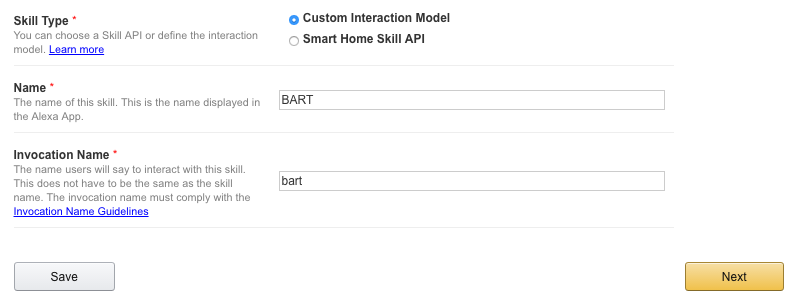 Skill Type *
You can choose a Skill API or define the interaction
model. Learn more
Custom Interaction Model
Smart Home Skill API
Name *
The name of this skill. This is the name displayed in
the Alexa App.
BART
Invocation Name *
The name users will say to interact with this skill.
This does not have to be the same as the skill
name. The invocation name must comply with the
Invocation Name Guidelines
bart
Save
Next